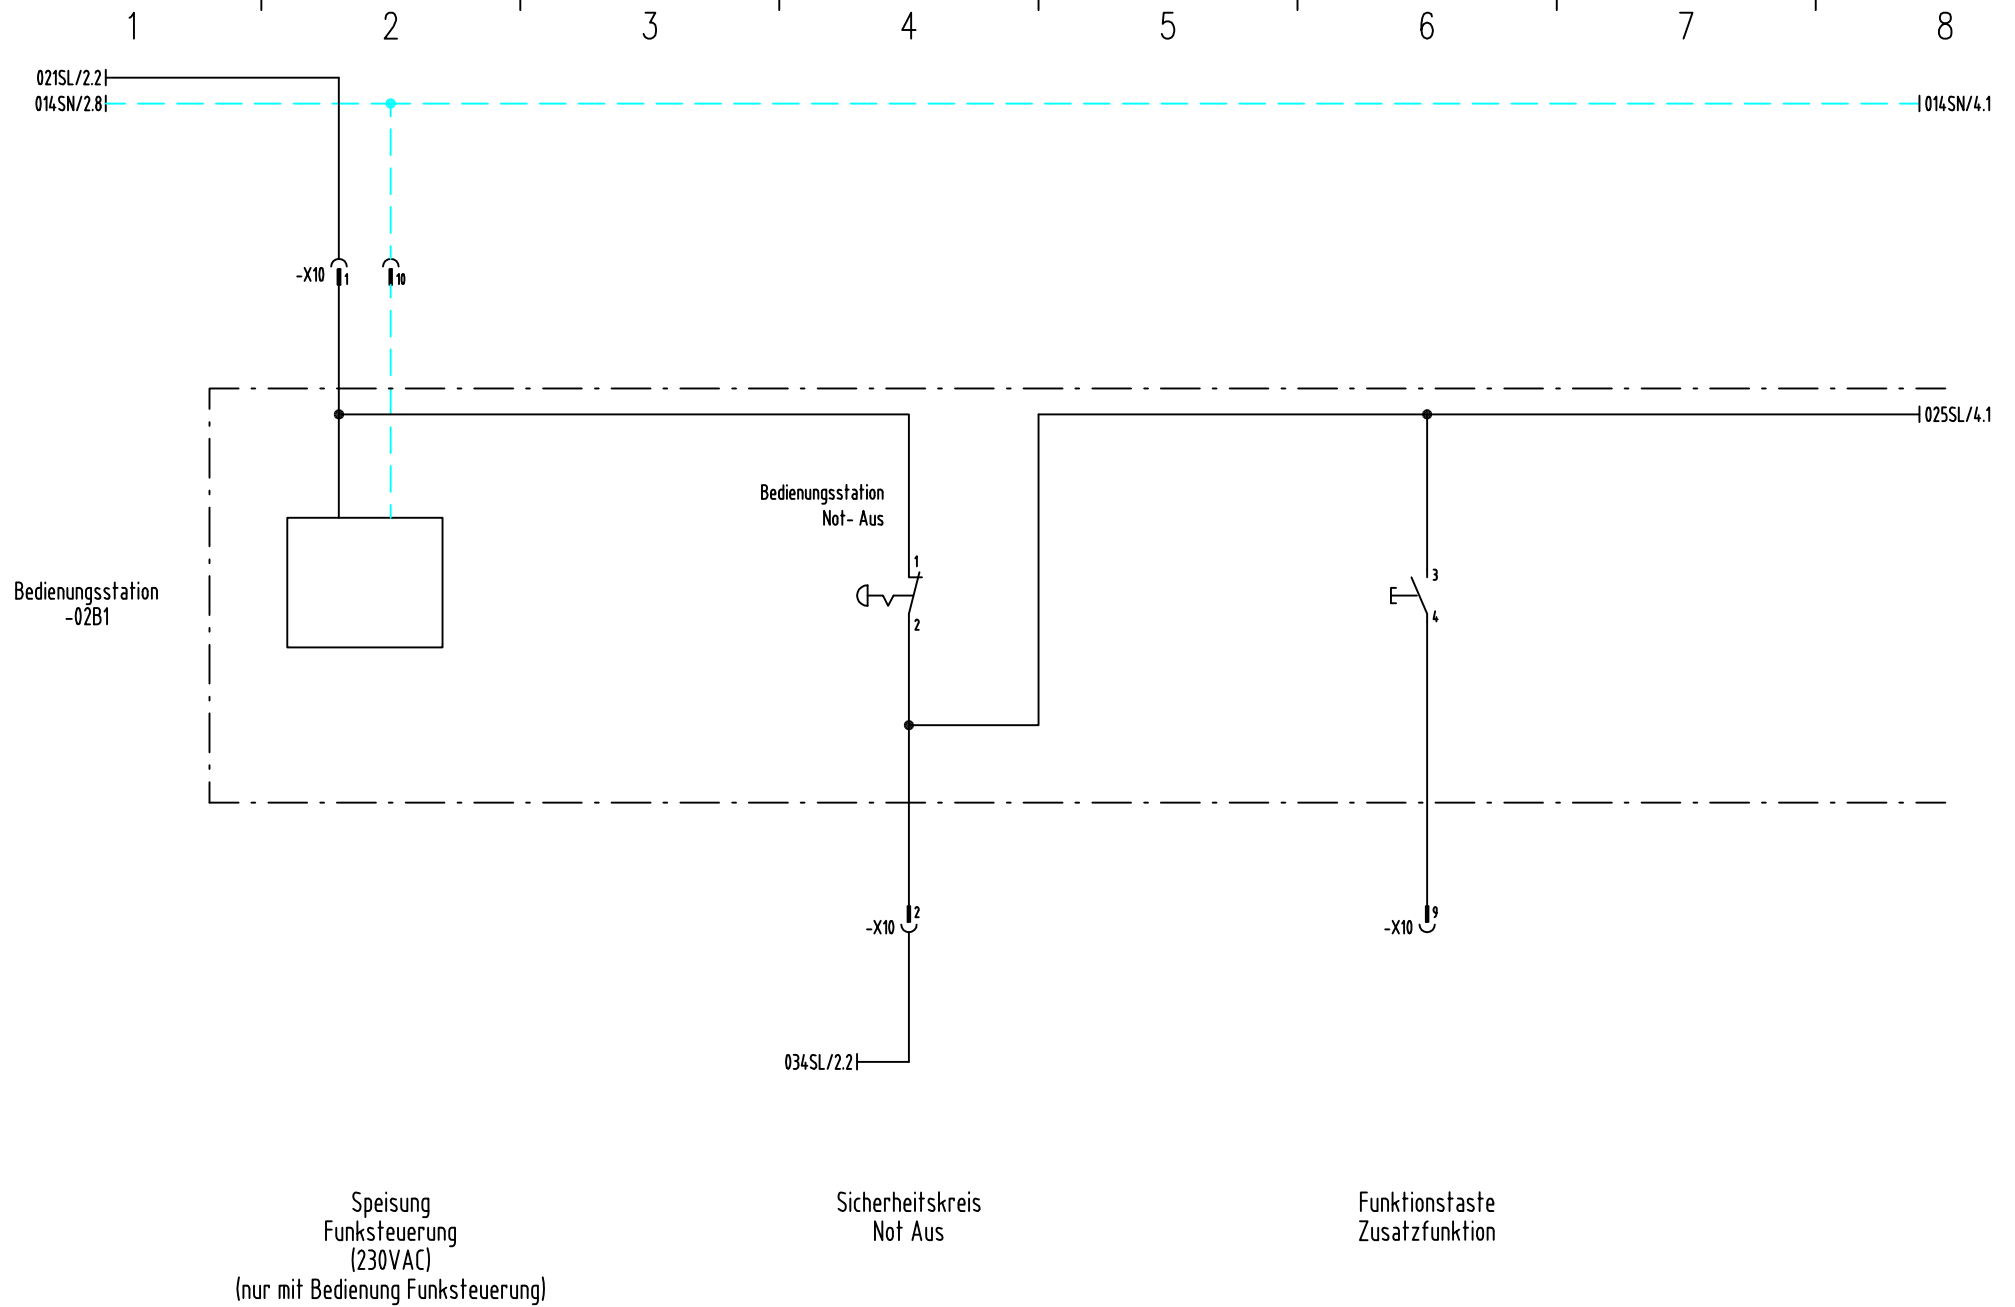 1 2 3 4 5 6 7 8
021SL/2.2
014SN/2.8 014SN/4.1
-X10 1 10
025SL/4.1
Bedienungsstation
Not- Aus
1
3
Bedienungsstation
-02B1
4
2
2 9
-X10 -X10
034SL/2.2
Speisung
Funksteuerung
(230VAC)
(nur mit Bedienung Funksteuerung)
Sicherheitskreis
Not Aus
Funktionstaste
Zusatzfunktion